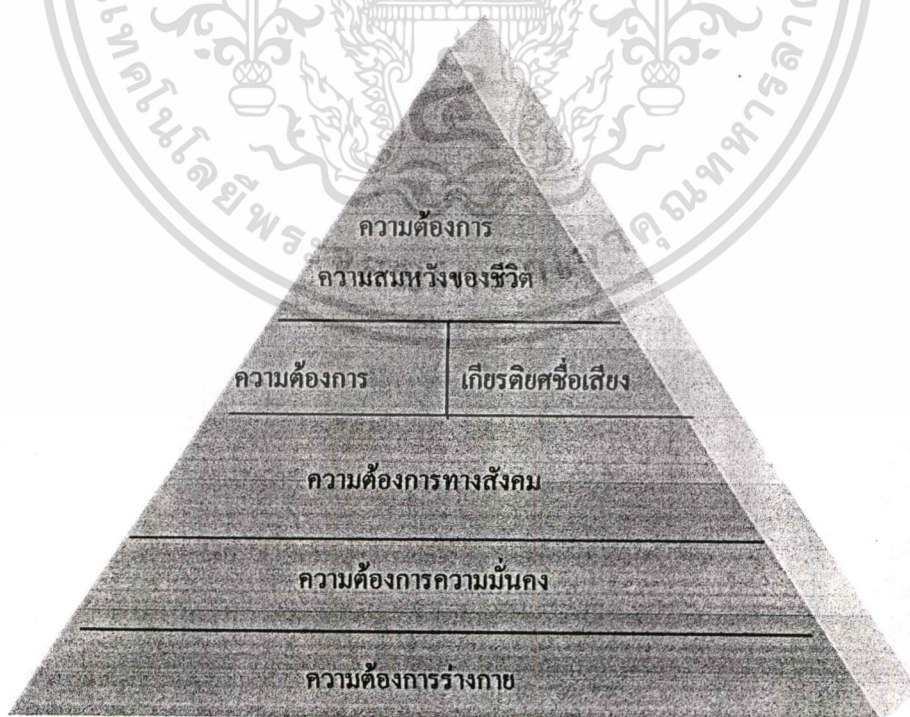 ความต้องการ
ความสมหวังของชีวิต
ความต้องการ เกียรติยศชื่อเสียง
ความต้องการทางสังคม
ความต้องการความมั่นคง
ความต้องการร่างกาย